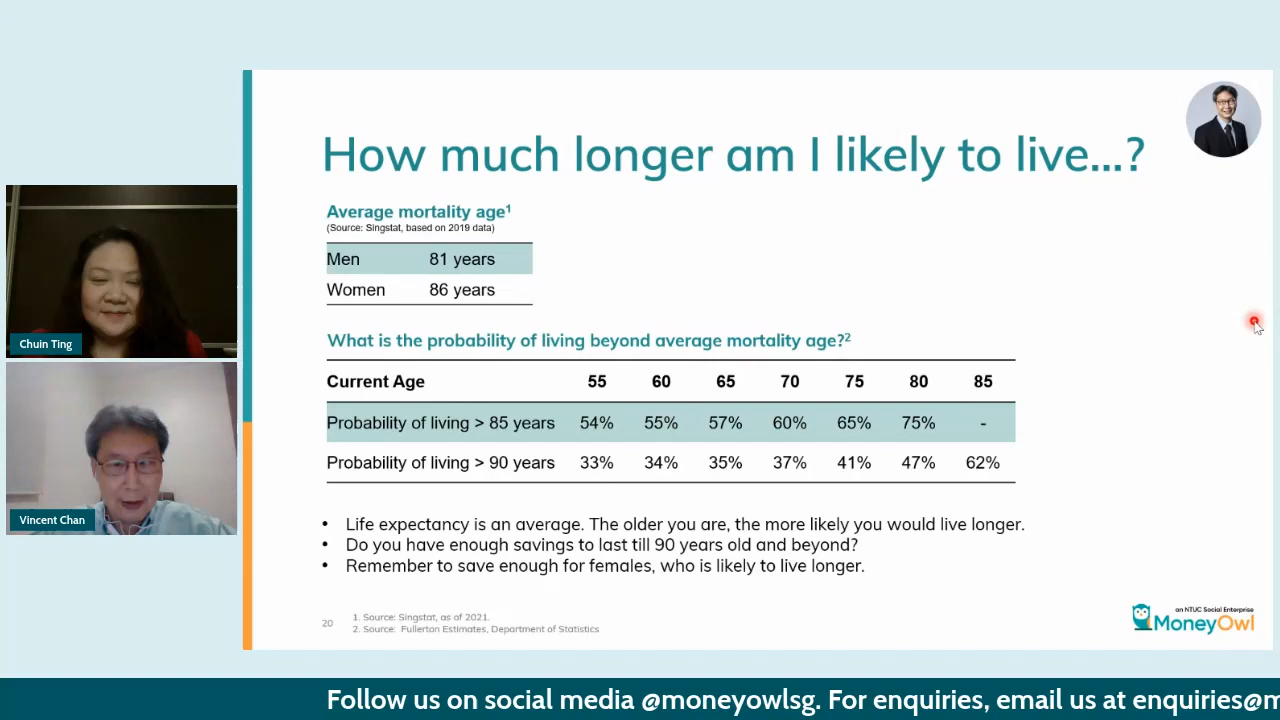 How much longer am I likely to live...?
Average mortality age1
(Source: Singstat, based on 2019 data)
Men 81 years
Women 86 years
What is the probability of living beyond average mortality age?2
Current Age 55 60 65 70 75 80 85
Probability of living > 85 years 54% 55% 57% 60% 65% 75% -
Probability of living > 90 years 33% 34% 35% 37% 41% 47% 62%
• Life expectancy is an average. The older you are, the more likely you would live longer.
• Do you have enough savings to last till 90 years old and beyond?
• Remember to save enough for females, who is likely to live longer.
20
1. Source: Singstat, as of 2021.
2. Source: Fullerton Estimates, Department of Statistics
an NTUC Social Enterprise
MoneyOwl
Chuin Ting
Vincent Chan
Follow us on social media @moneyowlsg. For enquiries, email us at enquiries@m